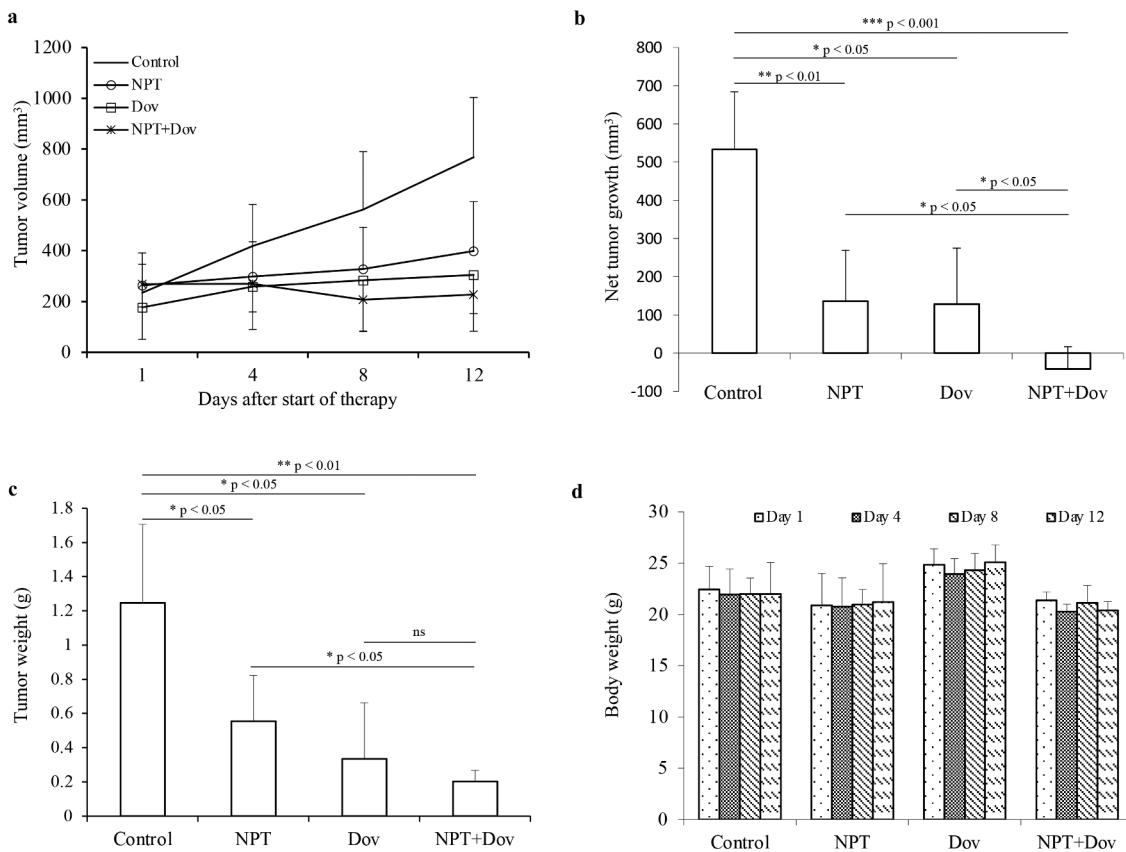 a
1200
1000
800
600
400
200
0
Tumor volume (mm³)
Control
NPT
Dov
NPT+Dov
1 4 8 12
Days after start of therapy
b
*** p < 0.001
* p < 0.05
** p < 0.01
* p < 0.05
* p < 0.05
800
700
600
500
400
300
200
100
0
-100
Net tumor growth (mm³)
Control NPT Dov NPT+Dov
c
** p < 0.01
* p < 0.05
* p < 0.05
ns
* p < 0.05
1.8
1.6
1.4
1.2
1
0.8
0.6
0.4
0.2
0
Tumor weight (g)
Control NPT Dov NPT+Dov
d
30
25
20
15
10
5
0
Body weight (g)
Day 1 Day 4 Day 8 Day 12
Control NPT Dov NPT+Dov